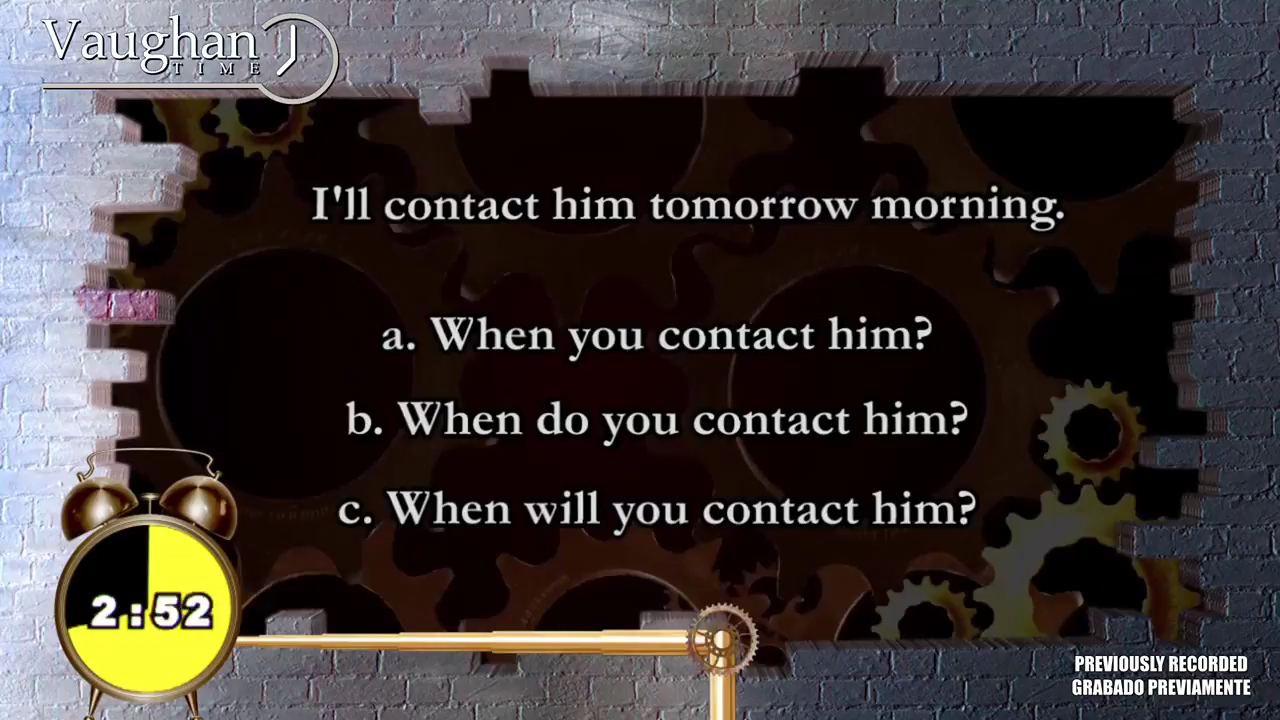 Vaughan
TIME
I'll contact him tomorrow morning.
a. When you contact him?
b. When do you contact him?
c. When will you contact him?
2:52
PREVIOUSLY RECORDED
GRABADO PREVIAMENTE